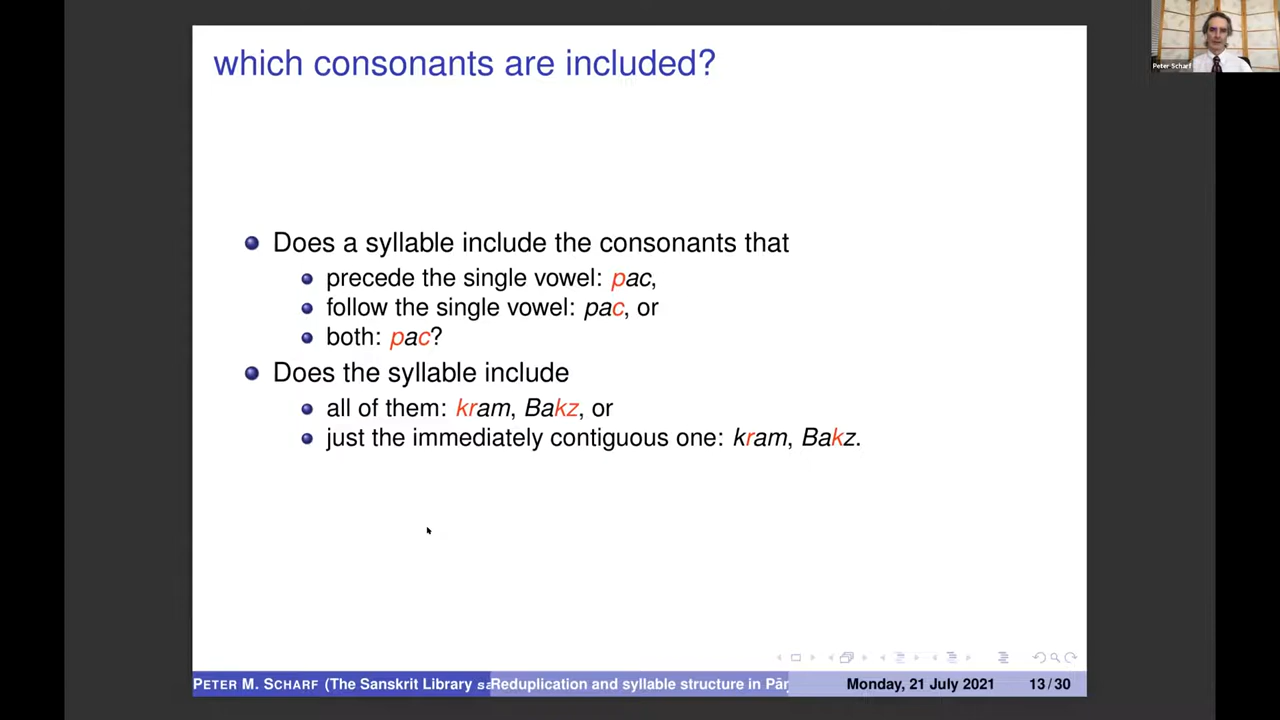 which consonants are included?
Peter Scharf
Does a syllable include the consonants that
precede the single vowel: pac,
follow the single vowel: pac, or
both: pac?
Does the syllable include
all of them: kram, Bakz, or
just the immediately contiguous one: kram, Bakz.
PETER M. SCHARF (The Sanskrit Library Reduplication and syllable structure in Monday, 21 July 2021 13/30